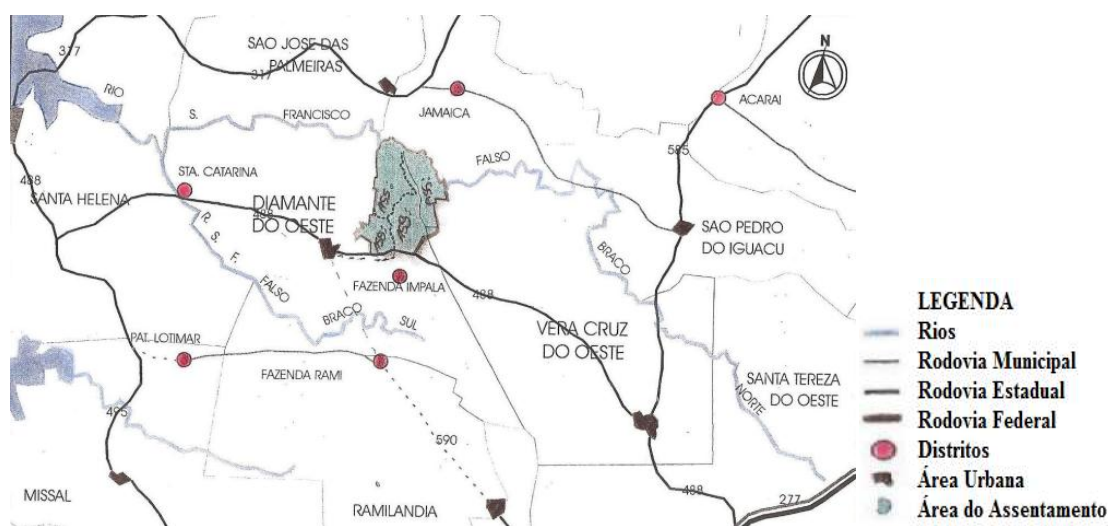 317
SAO JOSE DAS
PALMEIRAS
317
N
RIO
S.
FRANCISCO
JAMAICA
ACARAI
FALSO
585
488
STA. CATARINA
SANTA HELENA
DIAMANTE
DO OESTE
488
R.
S.
F.
FALSO
BRACO
SUL
SAO PEDRO
DO IGUACU
BRACO
NORTE
FAZENDA IMPALA
488
VERA CRUZ
DO OESTE
PAT. LOTIMAR
FAZENDA RAMI
SANTA TEREZA
DO OESTE
495
590
488
277
MISSAL
RAMILANDIA
LEGENDA
Rios
Rodovia Municipal
Rodovia Estadual
Rodovia Federal
Distritos
Área Urbana
Área do Assentamento